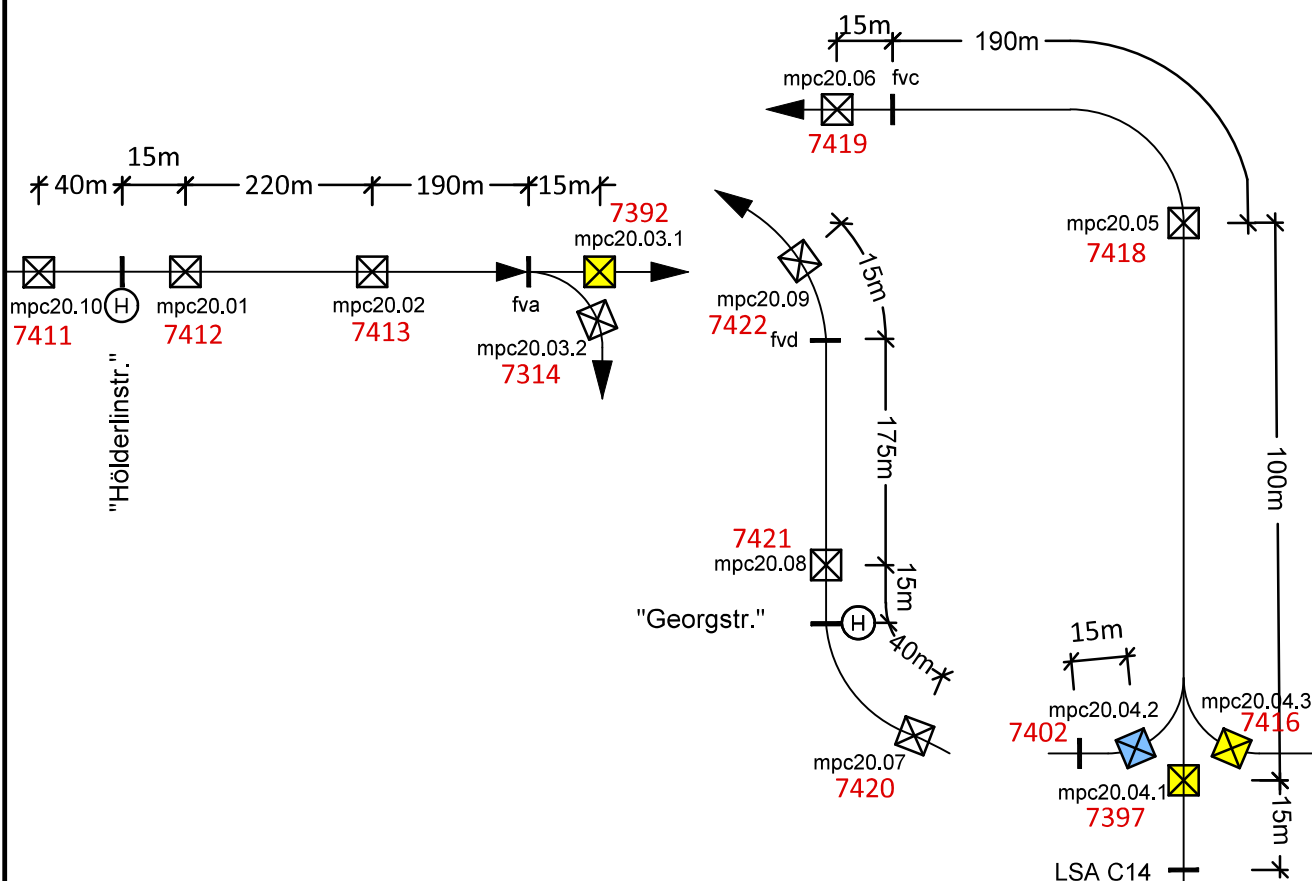 15m
190m
mpc20.06 fvc
7419
15m
40m
220m
190m
15m
7392
mpc20.03.1
mpc20.10
H
mpc20.01
mpc20.02
fva
7411
7412
7413
mpc20.03.2
7314
"Hölderlinstr."
mpc20.05
7418
15m
mpc20.09
7422
fvd
175m
100m
7421
mpc20.08
15m
"Georgstr."
H
40m
mpc20.07
7420
15m
mpc20.04.2
mpc20.04.3
7402
7416
mpc20.04.1
7397
15m
LSA C14